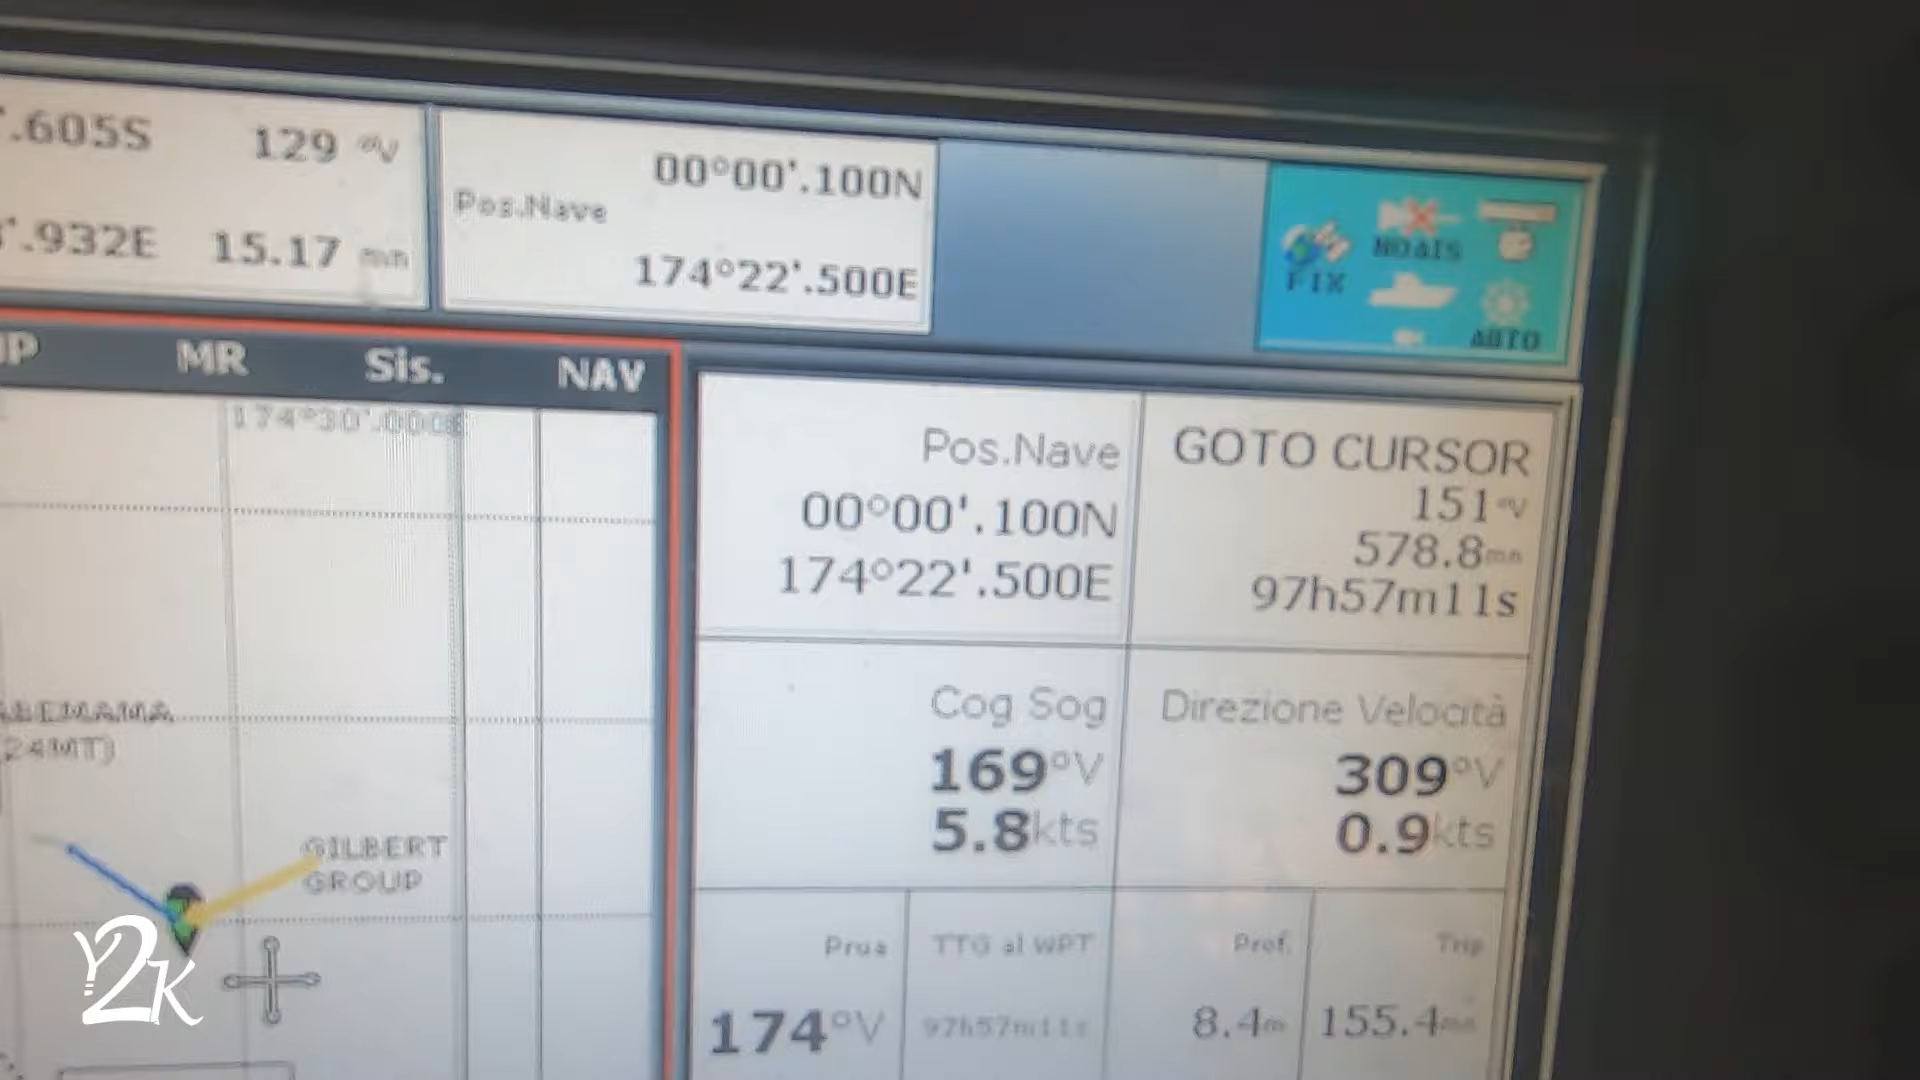 .605S 129 °V
.932E 15.17 mn
00°00'.100N
Pos.Nave
174°22'.500E
FIX
NOAIS
AUTO
MR Sis. NAV
174°30'.000E
Pos.Nave
00°00'.100N
174°22'.500E
GOTO CURSOR
151°V
578.8mn
97h57m11s
Cog Sog
169°V
5.8kts
Direzione Velocità
309°V
0.9kts
GILBERT
GROUP
Prua
174°V
TTG al WPT
97h57m11s
Prof.
8.4m
Trip
155.4mn
Y2K